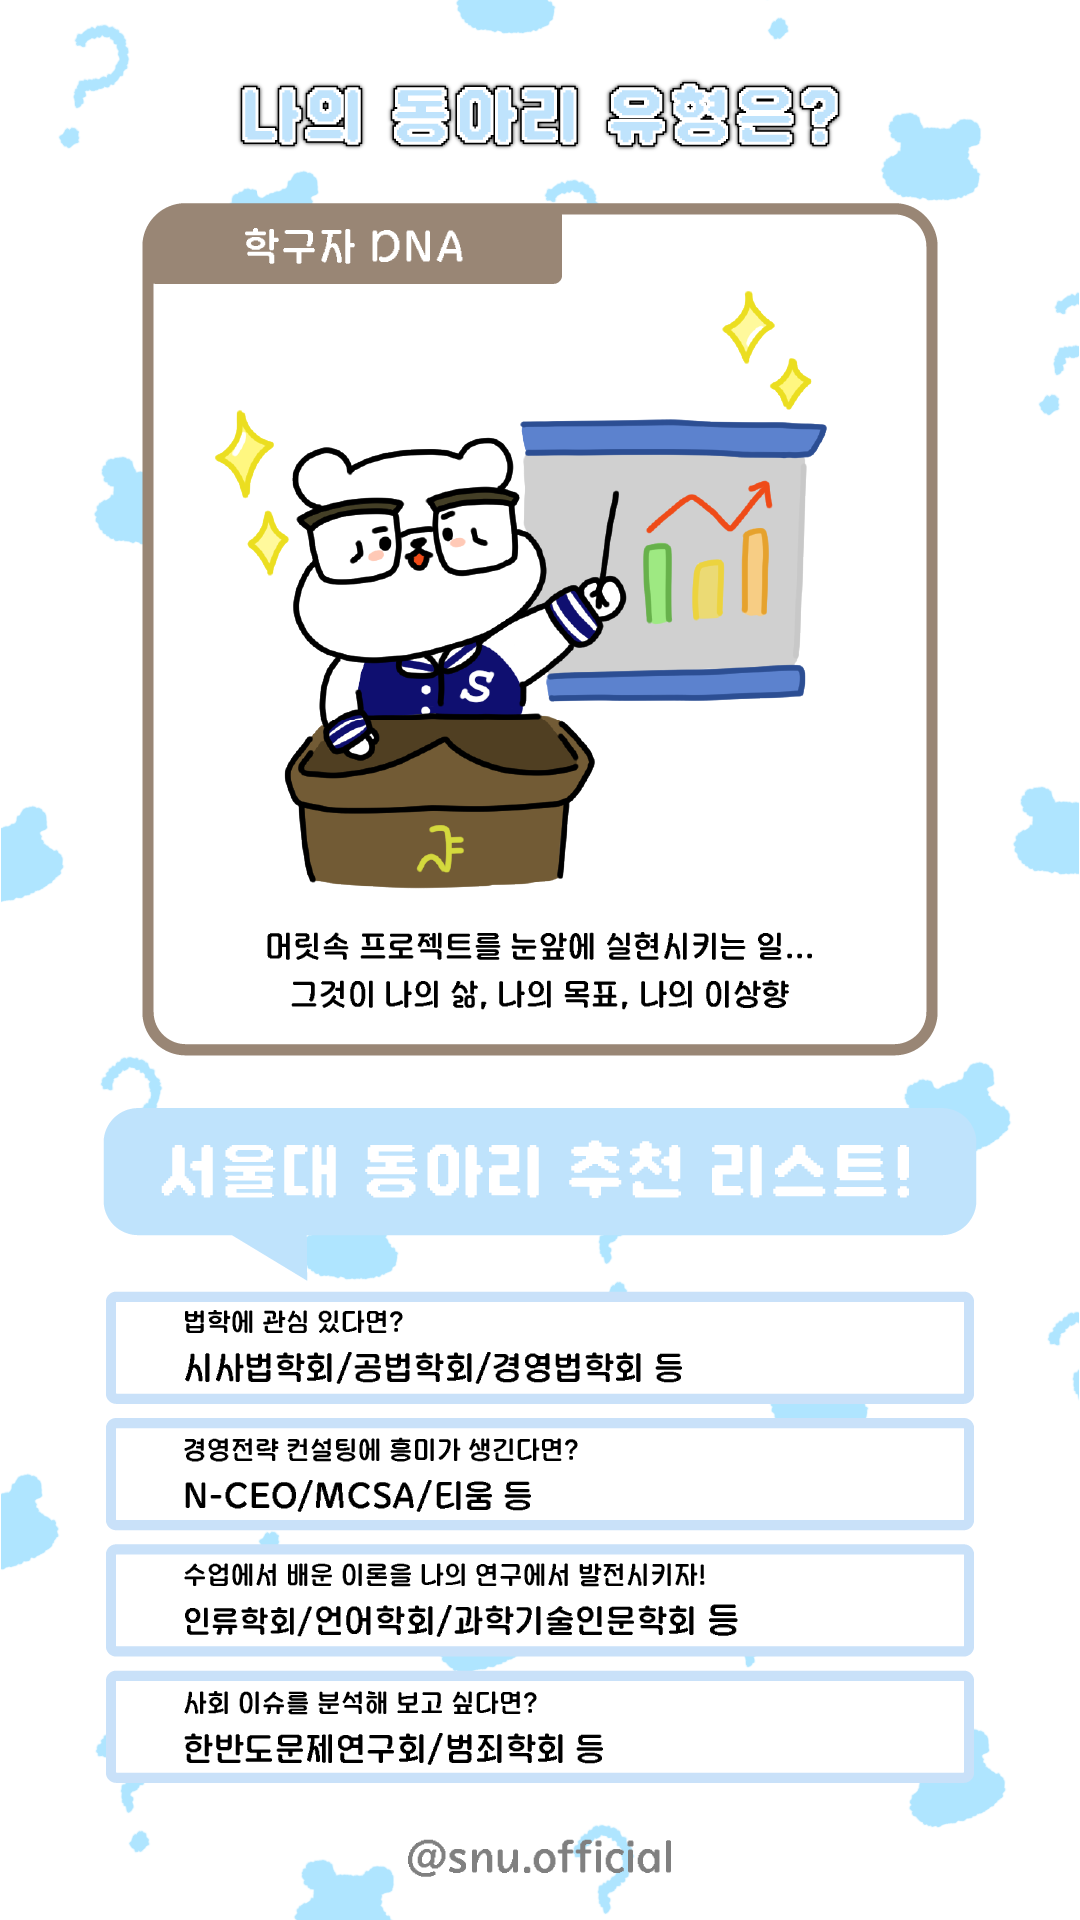 나의 동아리 유형은?
학구자 DNA
S
샤
머릿속 프로젝트를 눈앞에 실현시키는 일...
그것이 나의 삶, 나의 목표, 나의 이상향
서울대 동아리 추천 리스트!
법학에 관심 있다면?
시사법학회/공법학회/경영법학회 등
경영전략 컨설팅에 흥미가 생긴다면?
N-CEO/MCSA/티움 등
수업에서 배운 이론을 나의 연구에서 발전시키자!
인류학회/언어학회/과학기술인문학회 등
사회 이슈를 분석해 보고 싶다면?
한반도문제연구회/범죄학회 등
@snu.official